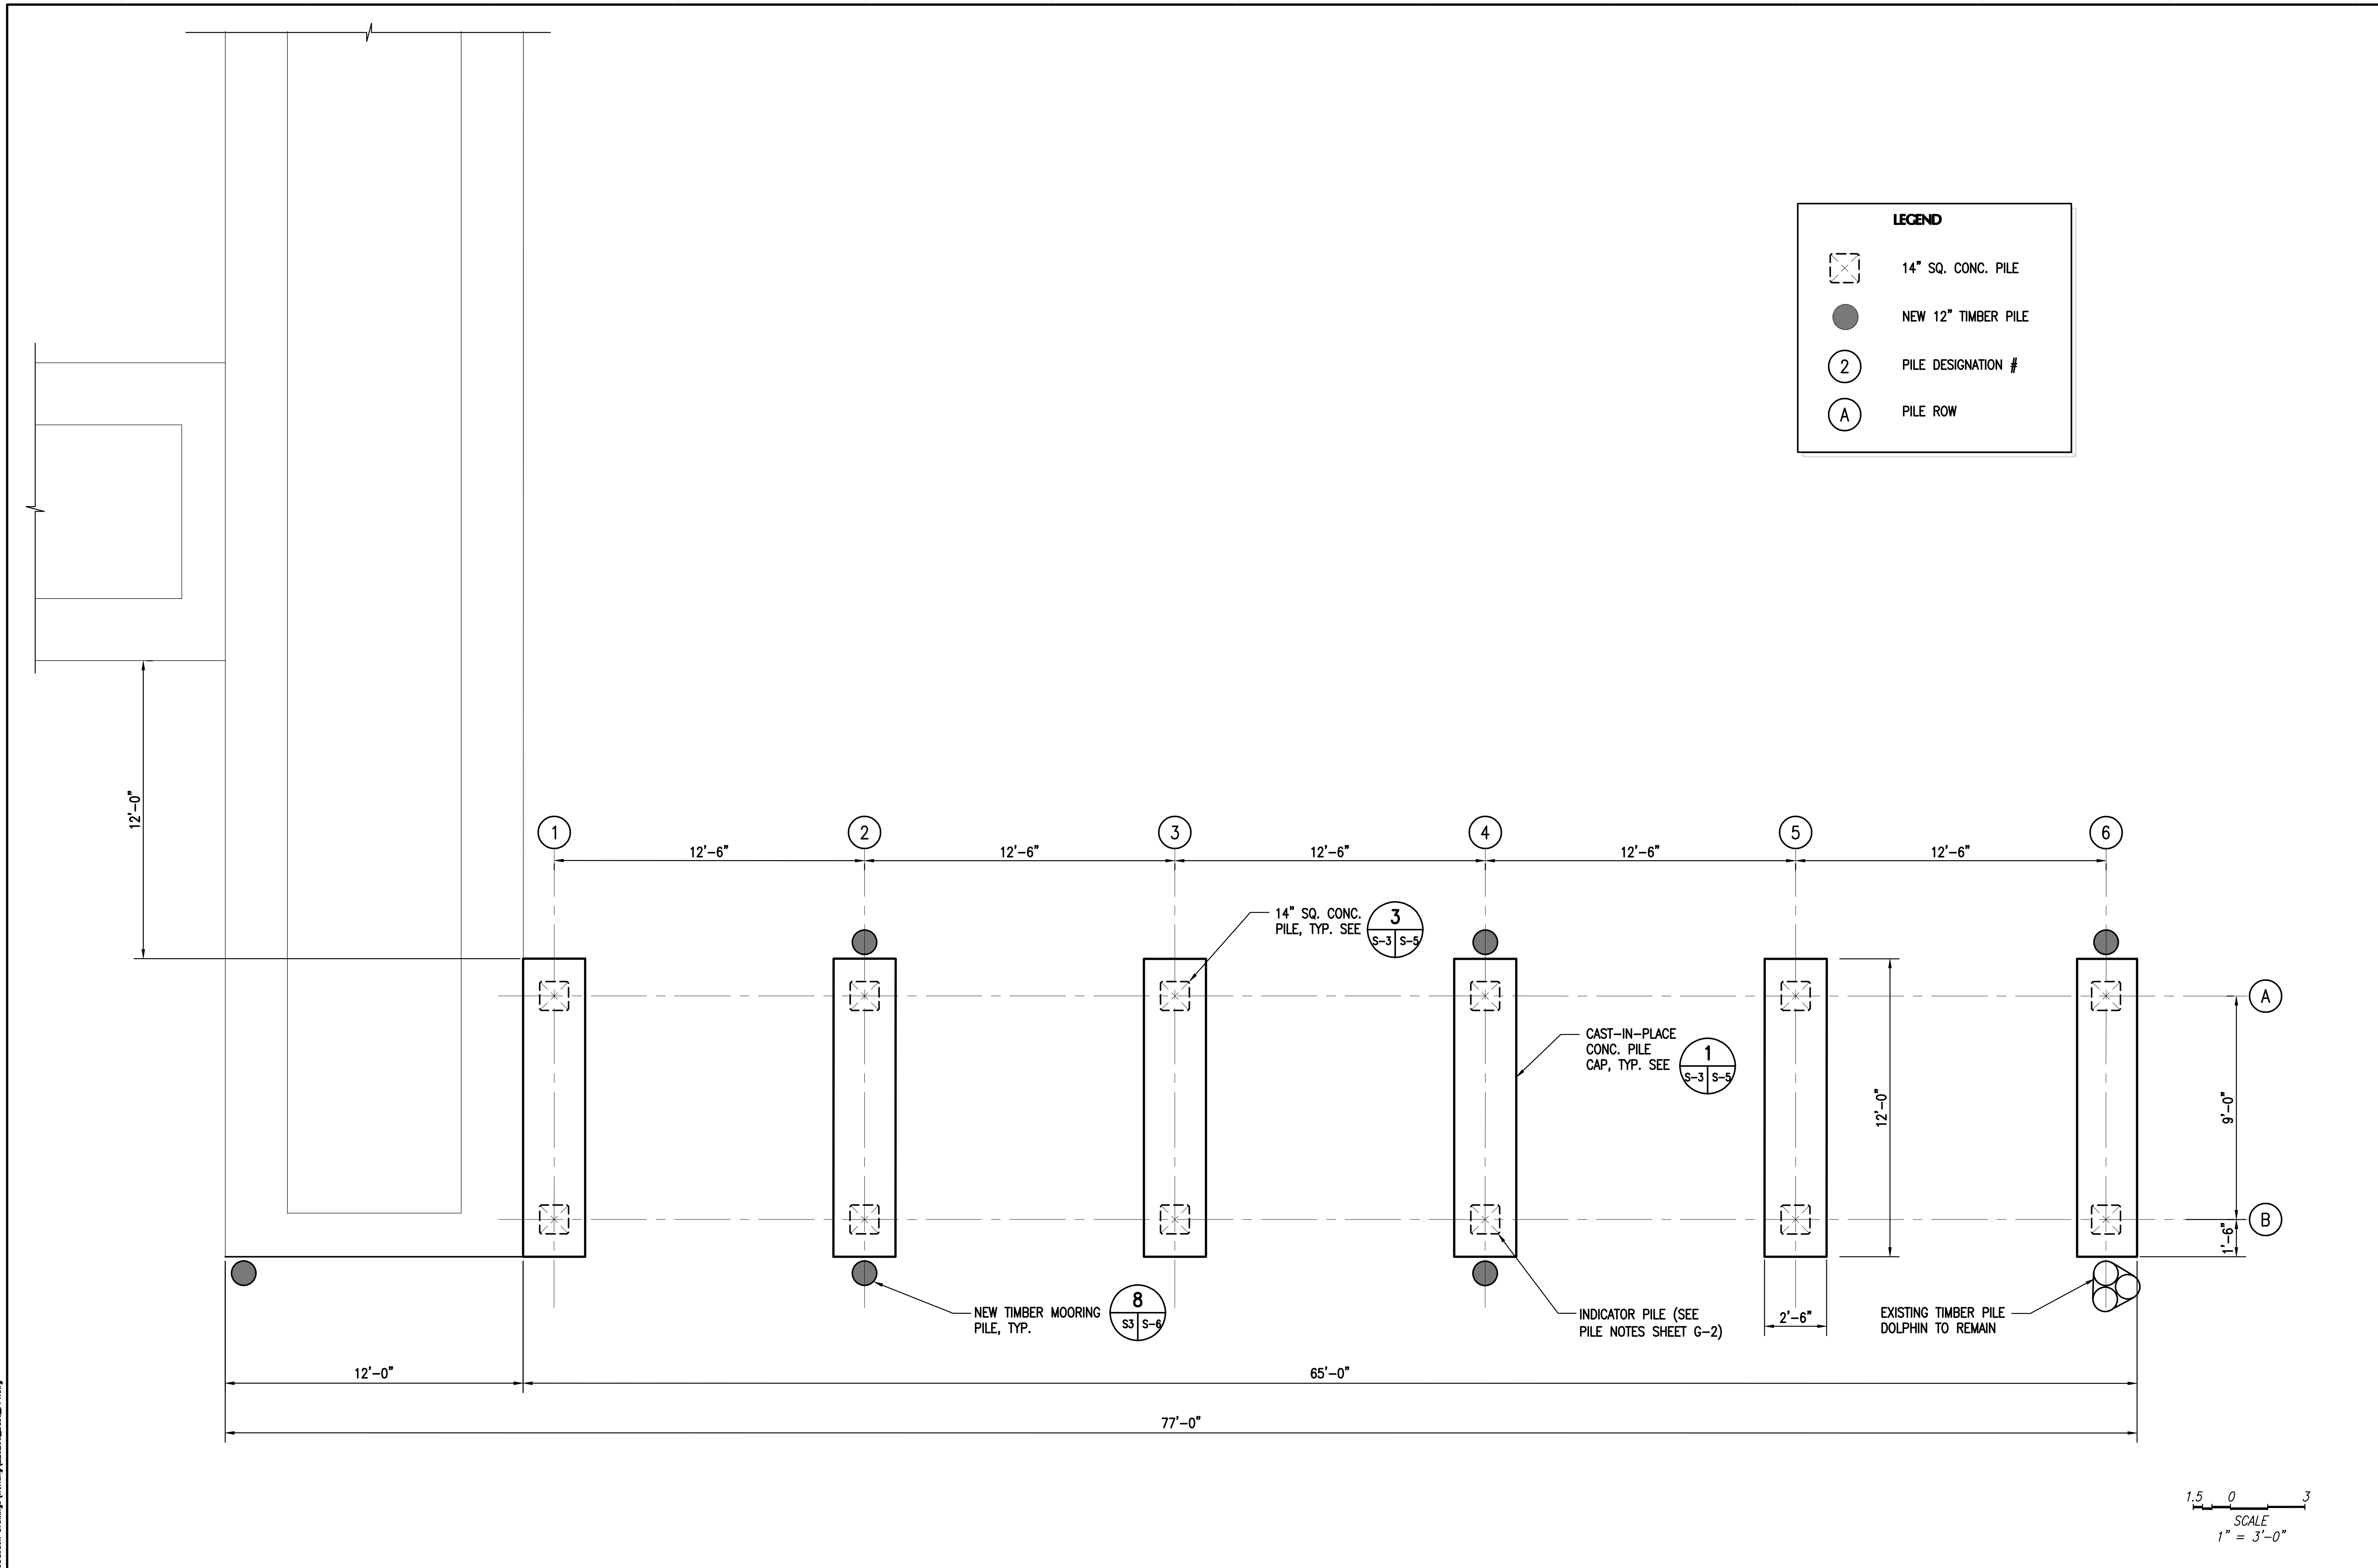 LEGEND
14" SQ. CONC. PILE
NEW 12" TIMBER PILE
2
PILE DESIGNATION #
A
PILE ROW
12'-0"
1
2
3
4
5
6
12'-6"
12'-6"
12'-6"
12'-6"
12'-6"
14" SQ. CONC.
PILE, TYP. SEE
3
S-3 S-5
A
CAST-IN-PLACE
CONC. PILE
CAP, TYP. SEE
1
S-3 S-5
12'-0"
9'-0"
B
1'-6"
NEW TIMBER MOORING
PILE, TYP.
8
S3 S-6
INDICATOR PILE (SEE
PILE NOTES SHEET G-2)
2'-6"
EXISTING TIMBER PILE
DOLPHIN TO REMAIN
12'-0"
65'-0"
77'-0"
1.5 0 3
SCALE
1" = 3'-0"